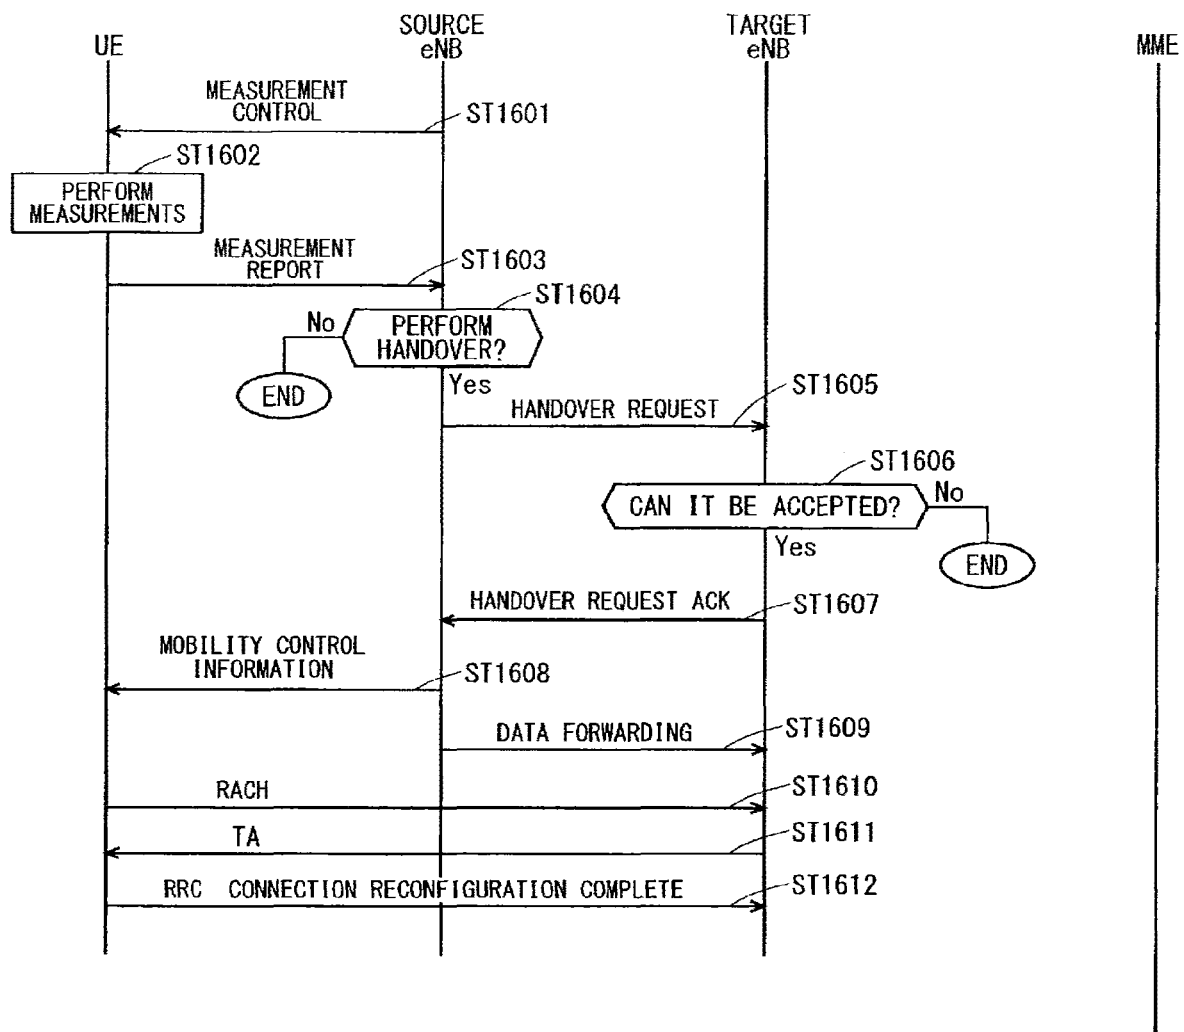 UE
SOURCE
eNB
TARGET
eNB
MME
MEASUREMENT
CONTROL
ST1601
ST1602
PERFORM
MEASUREMENTS
MEASUREMENT
REPORT
ST1603
ST1604
PERFORM
HANDOVER?
No
END
Yes
HANDOVER REQUEST
ST1605
ST1606
CAN IT BE ACCEPTED?
No
END
Yes
HANDOVER REQUEST ACK
ST1607
MOBILITY CONTROL
INFORMATION
ST1608
DATA FORWARDING
ST1609
RACH
ST1610
TA
ST1611
RRC CONNECTION RECONFIGURATION COMPLETE
ST1612